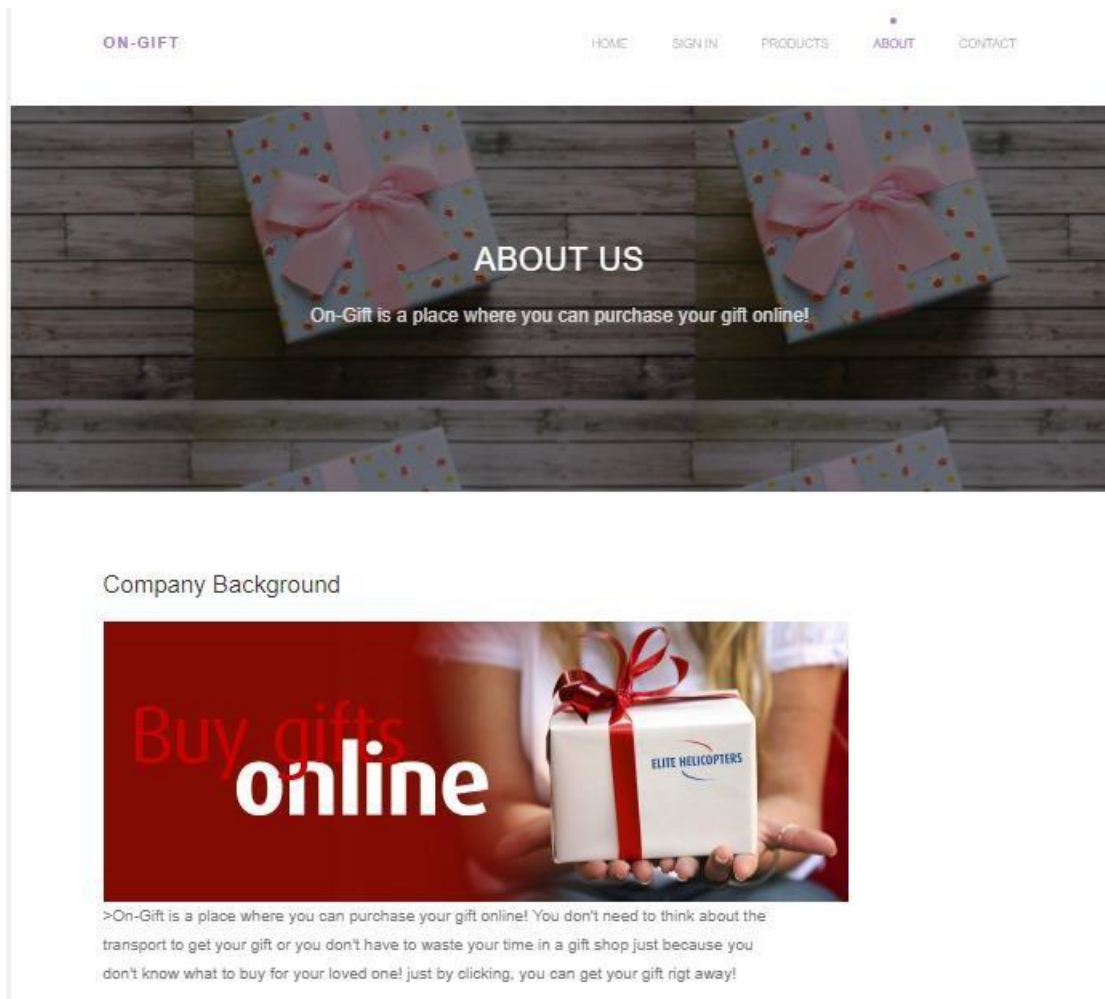 ON-GIFT
HOME SIGN IN PRODUCTS ABOUT CONTACT
ABOUT US
On-Gift is a place where you can purchase your gift online!
Company Background
Buy gifts
online
ELITE HELICOPTERS
>On-Gift is a place where you can purchase your gift online! You don't need to think about the
transport to get your gift or you don't have to waste your time in a gift shop just because you
don't know what to buy for your loved one! just by clicking, you can get your gift rigt away!